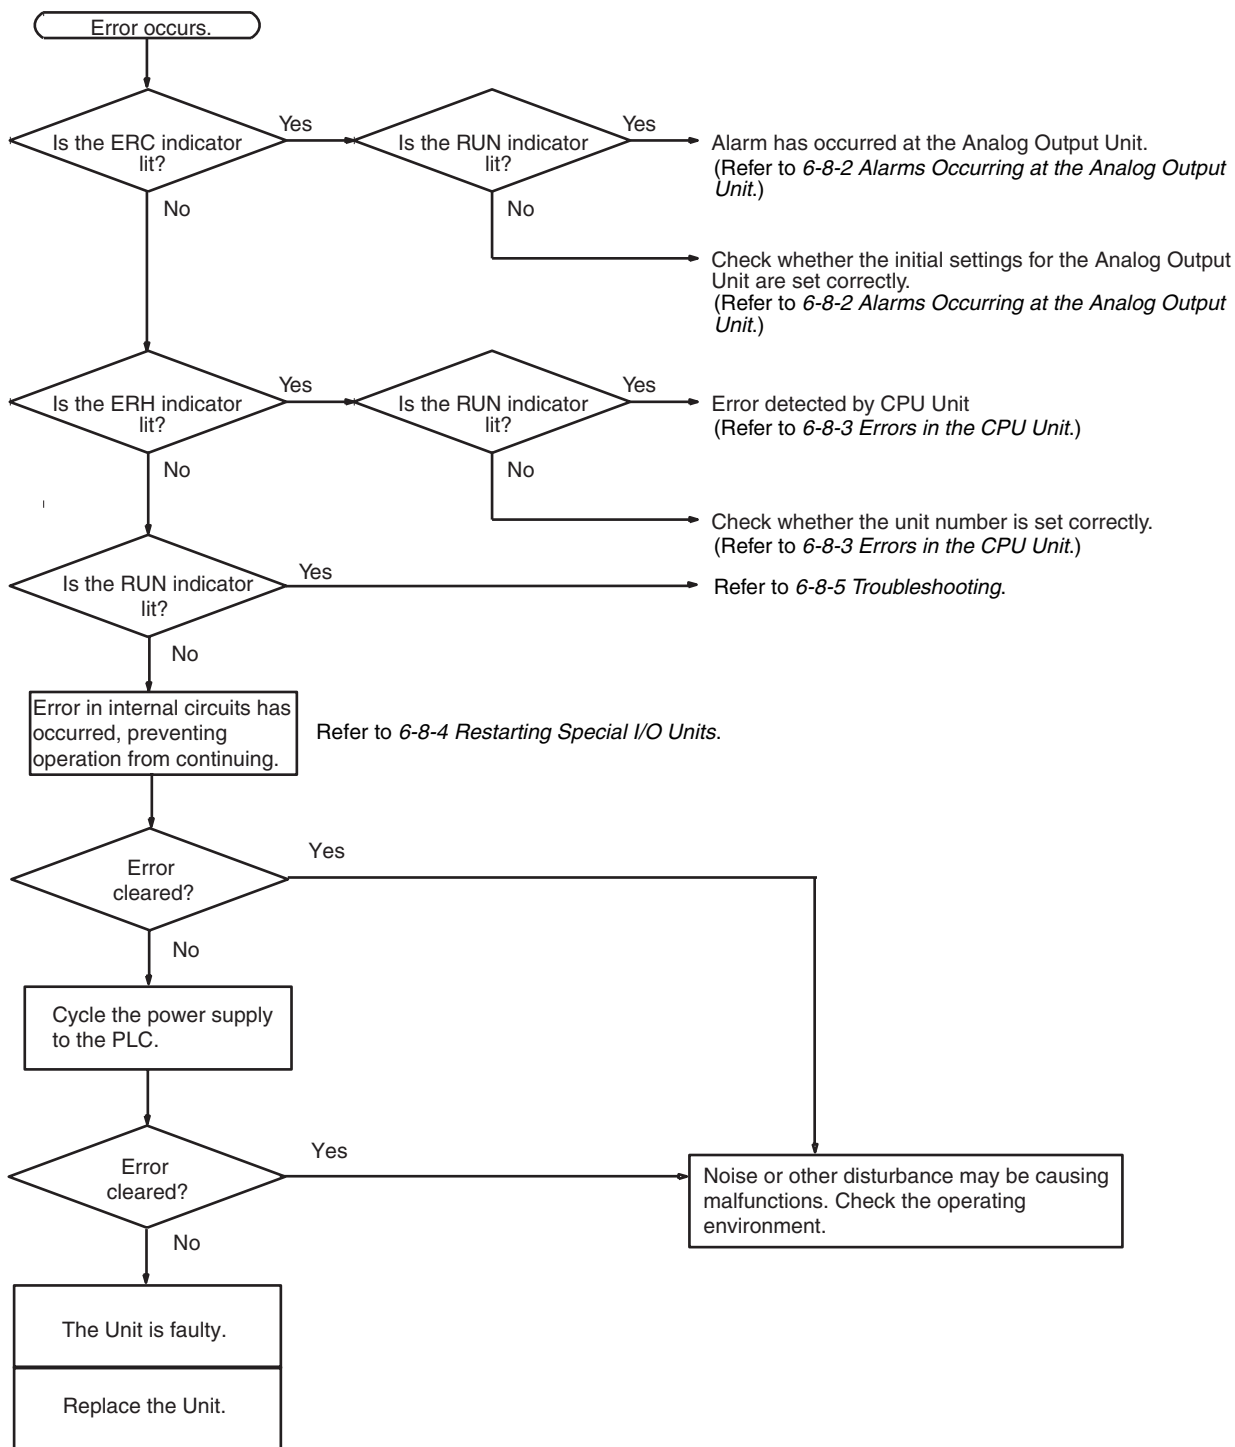 Error occurs.
Is the ERC indicator
lit?
Yes
Is the RUN indicator
lit?
Yes
Alarm has occurred at the Analog Output Unit.
(Refer to 6-8-2 Alarms Occurring at the Analog Output
Unit.)
No
No
Check whether the initial settings for the Analog Output
Unit are set correctly.
(Refer to 6-8-2 Alarms Occurring at the Analog Output
Unit.)
Is the ERH indicator
lit?
Yes
Is the RUN indicator
lit?
Yes
Error detected by CPU Unit
(Refer to 6-8-3 Errors in the CPU Unit.)
No
No
Check whether the unit number is set correctly.
(Refer to 6-8-3 Errors in the CPU Unit.)
Is the RUN indicator
lit?
Yes
Refer to 6-8-5 Troubleshooting.
No
Error in internal circuits has
occurred, preventing
operation from continuing.
Refer to 6-8-4 Restarting Special I/O Units.
Error
cleared?
Yes
No
Cycle the power supply
to the PLC.
Error
cleared?
Yes
Noise or other disturbance may be causing
malfunctions. Check the operating
environment.
No
The Unit is faulty.
Replace the Unit.